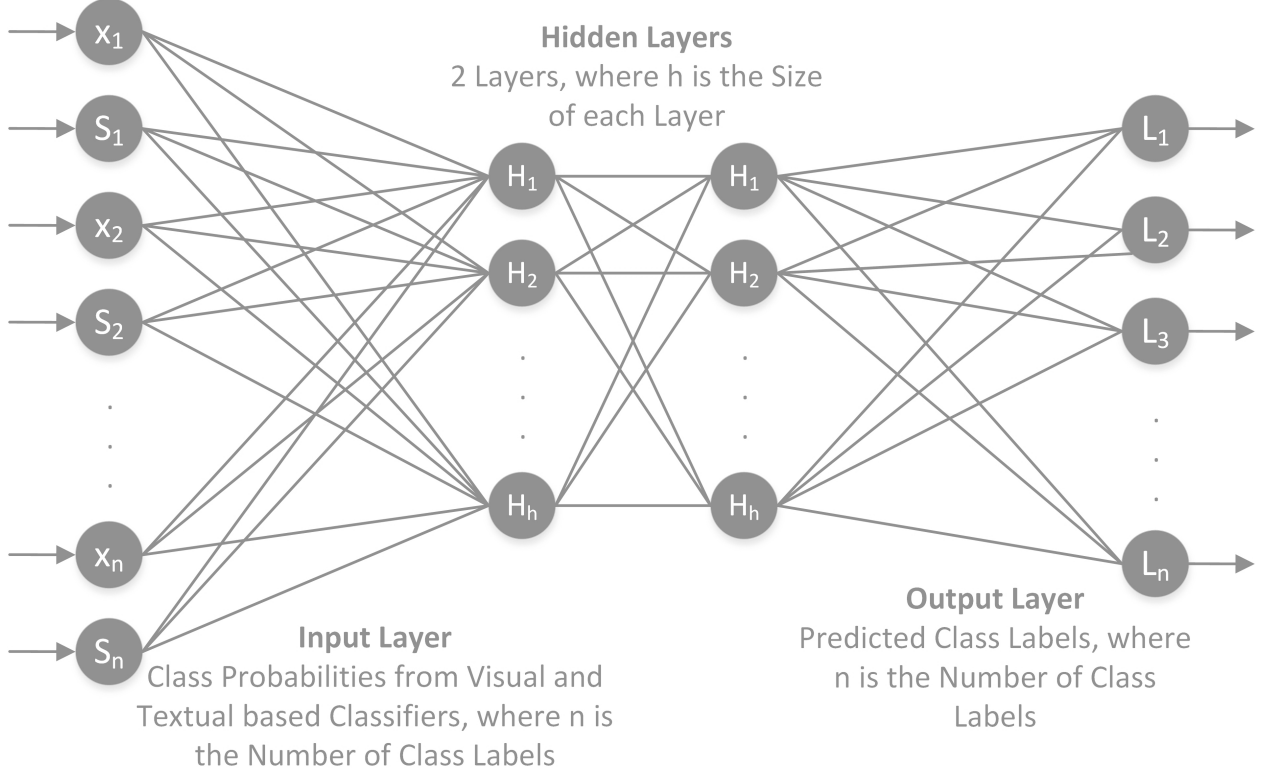 x1
S1
x2
S2
.
.
.
xn
Sn
Hidden Layers
2 Layers, where h is the Size
of each Layer
H1
H2
.
.
.
Hh
H1
H2
.
.
.
Hh
L1
L2
L3
.
.
.
Ln
Input Layer
Class Probabilities from Visual and
Textual based Classifiers, where n is
the Number of Class Labels
Output Layer
Predicted Class Labels, where
n is the Number of Class
Labels